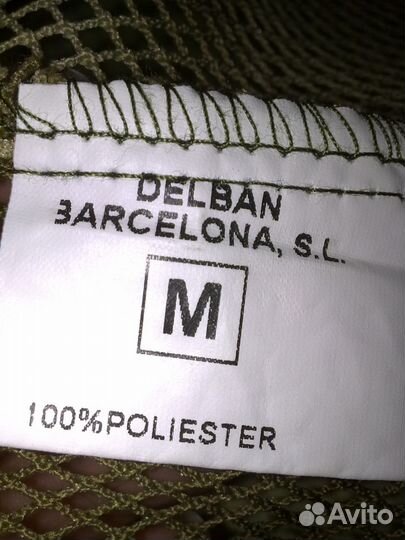 DELBAN
BARCELONA, S.L.
M
100%POLIESTER
Avito